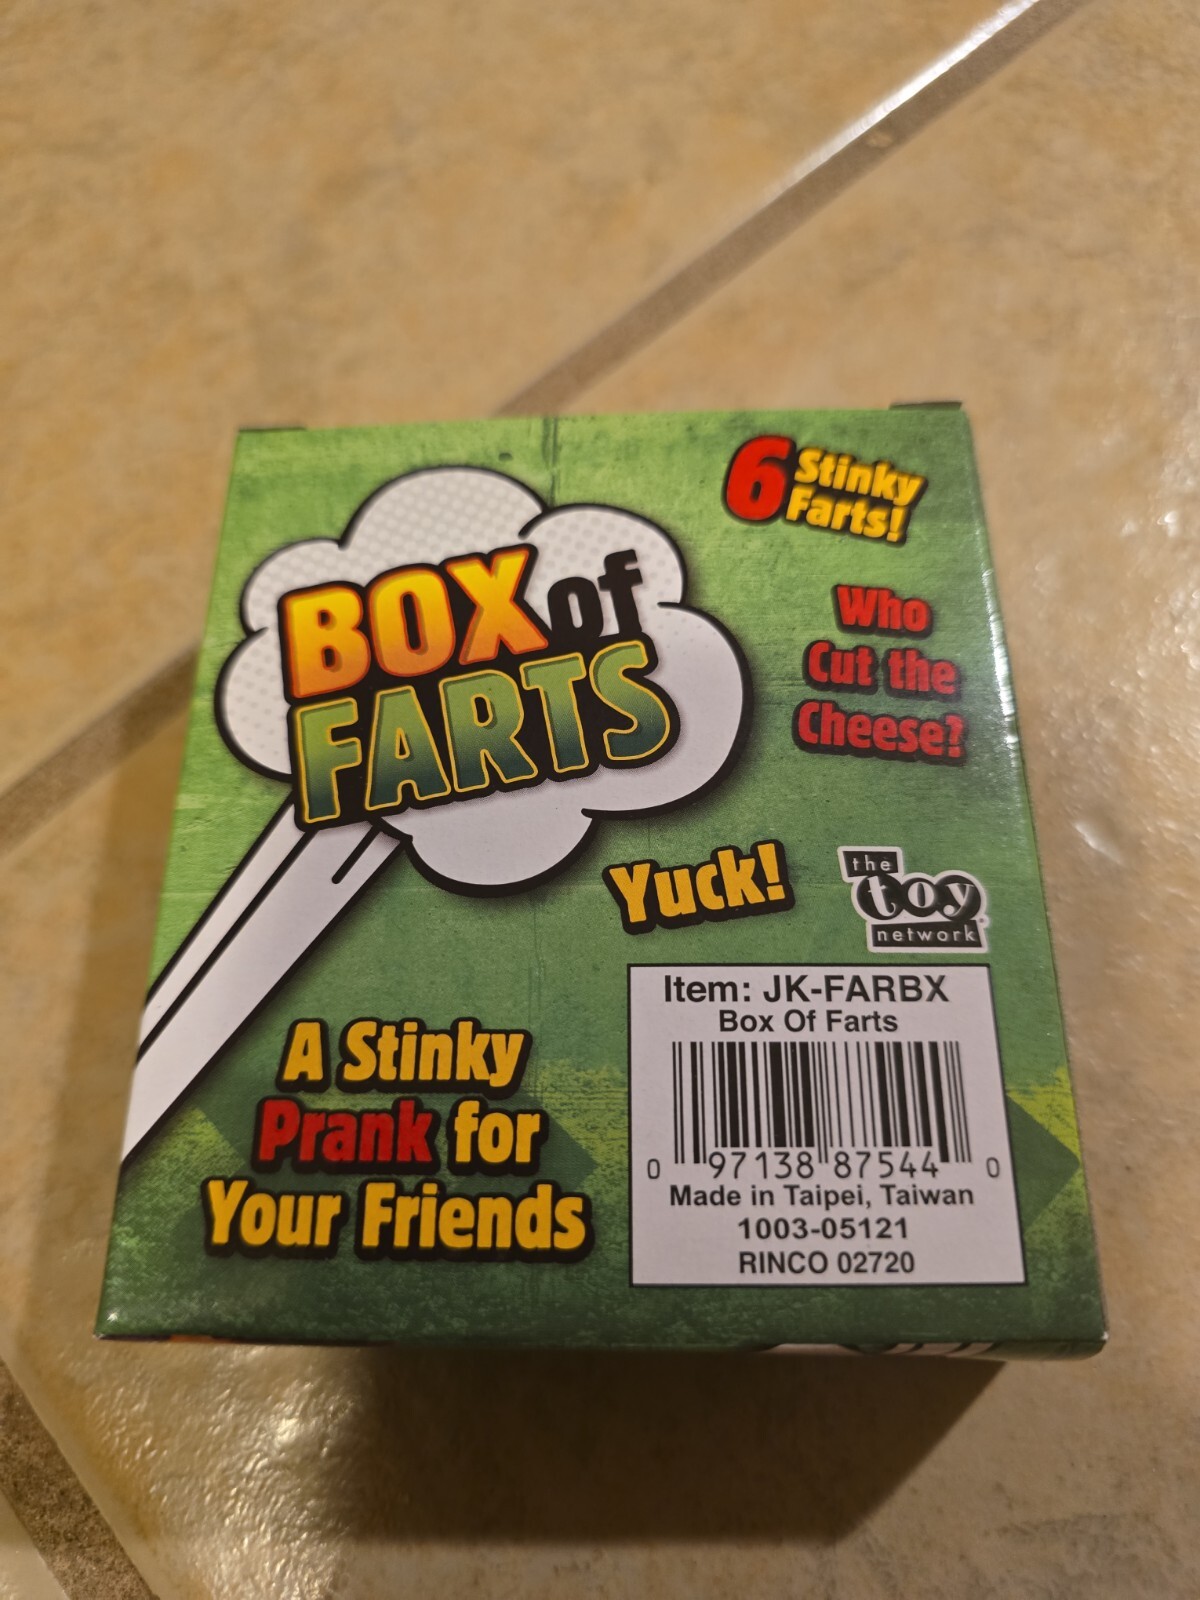 6 Stinky
Farts!
BOX of
FARTS
Who
Cut the
Cheese?
Yuck!
the
toy
network®
A Stinky
Prank for
Your Friends
Item: JK-FARBX
Box Of Farts
0 97138 87544 0
Made in Taipei, Taiwan
1003-05121
RINCO 02720